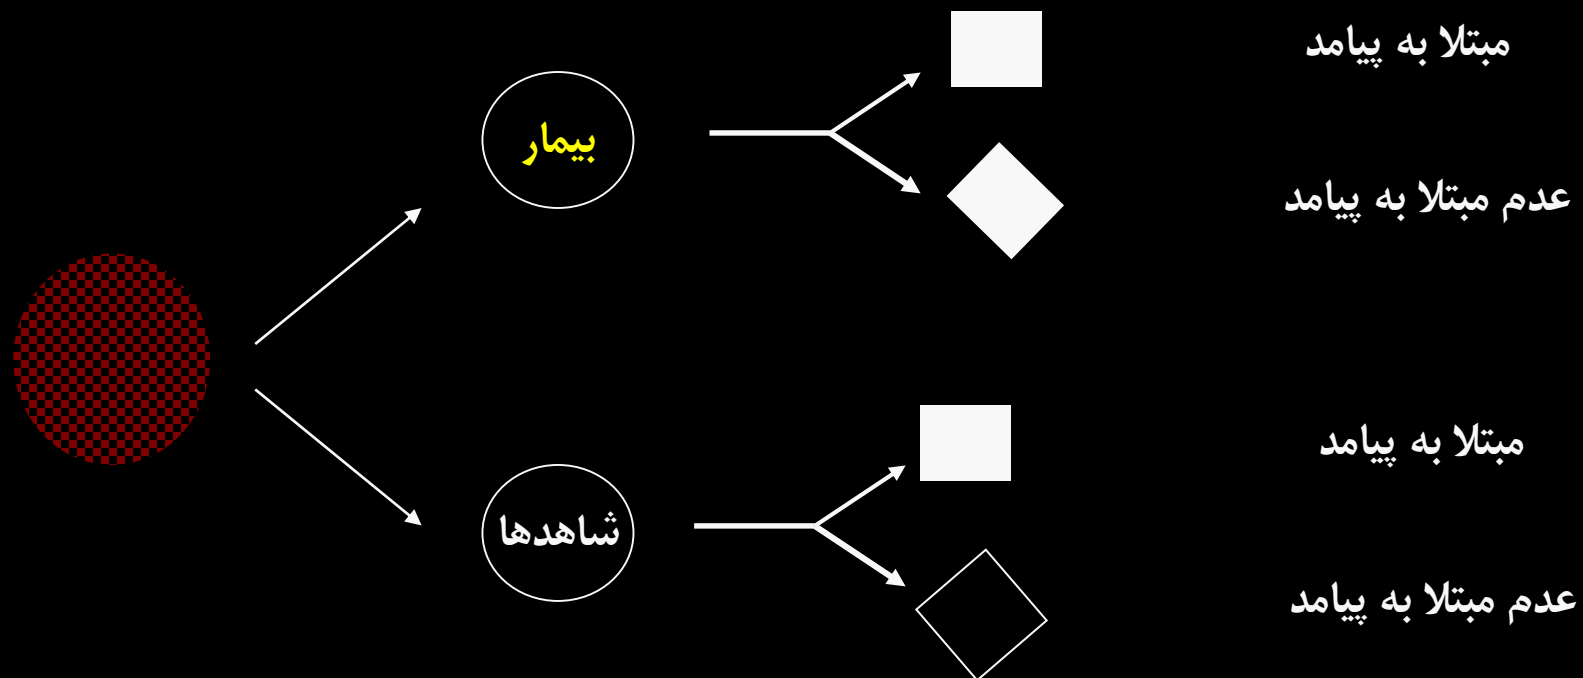 مبتلا به پیامد
بیمار
عدم مبتلا به پیامد
مبتلا به پیامد
شاهدها
عدم مبتلا به پیامد